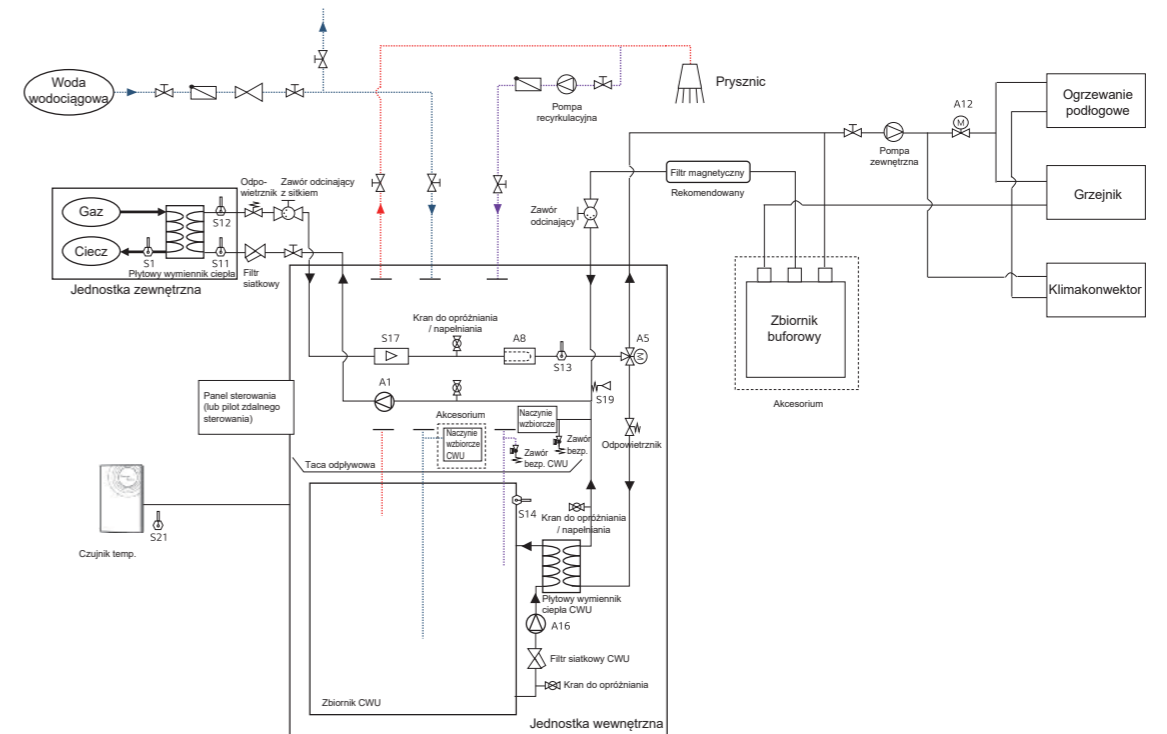 Woda
wodociągowa
Prysznic
Pompa
recyrkulacyjna
A12
M
Ogrzewanie
podłogowe
Pompa
zewnętrzna
Filtr magnetyczny
Rekomendowany
Grzejnik
Odpo-
wietrznik
Zawór odcinający
z sitkiem
Gaz
S12
Ciecz
S1
S11
Płytowy wymiennik ciepła
Filtr
siatkowy
Jednostka zewnętrzna
Zawór
odcinający
Klimakonwektor
Zbiornik
buforowy
Akcesorium
Kran do opróżniania
/ napełniania
S17
A8
S13
A5
M
A1
S19
Panel sterowania
(lub pilot zdalnego
sterowania)
Akcesorium
Naczynie
wzbiorcze
CWU
Naczynie
wzbiorcze
Zawór
bezp.
Zawór
bezp. CWU
Odpowietrznik
Taca odpływowa
S14
Kran do opróżniania
/ napełniania
S21
Czujnik temp.
Płytowy wymiennik
ciepła CWU
A16
Filtr siatkowy CWU
Kran do opróżniania
Zbiornik CWU
Jednostka wewnętrzna